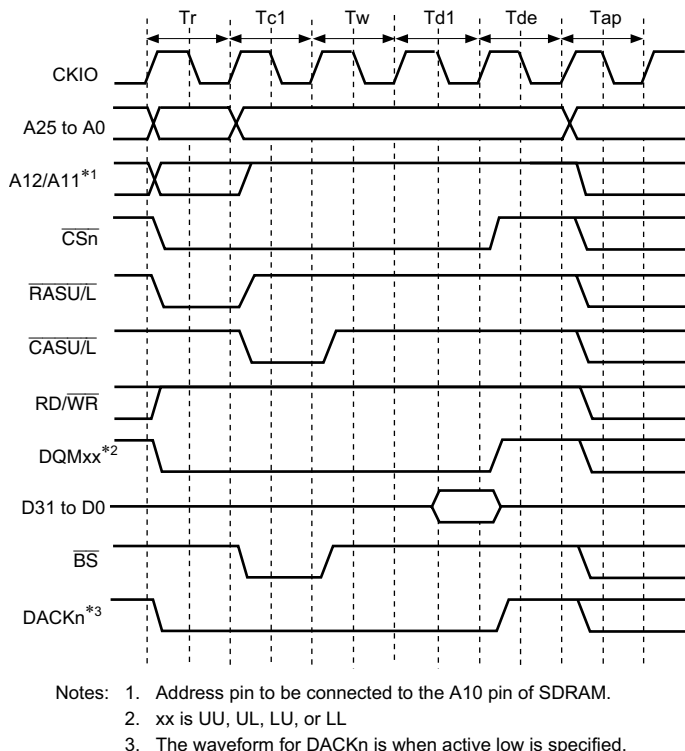 Tr Tc1 Tw Td1 Tde Tap
CKIO
A25 to A0
A12/A11*1
CSn
RASU/L
CASU/L
RD/WR
DQMxx*2
D31 to D0
BS
DACKn*3
Notes: 1. Address pin to be connected to the A10 pin of SDRAM.
2. xx is UU, UL, LU, or LL
3. The waveform for DACKn is when active low is specified.